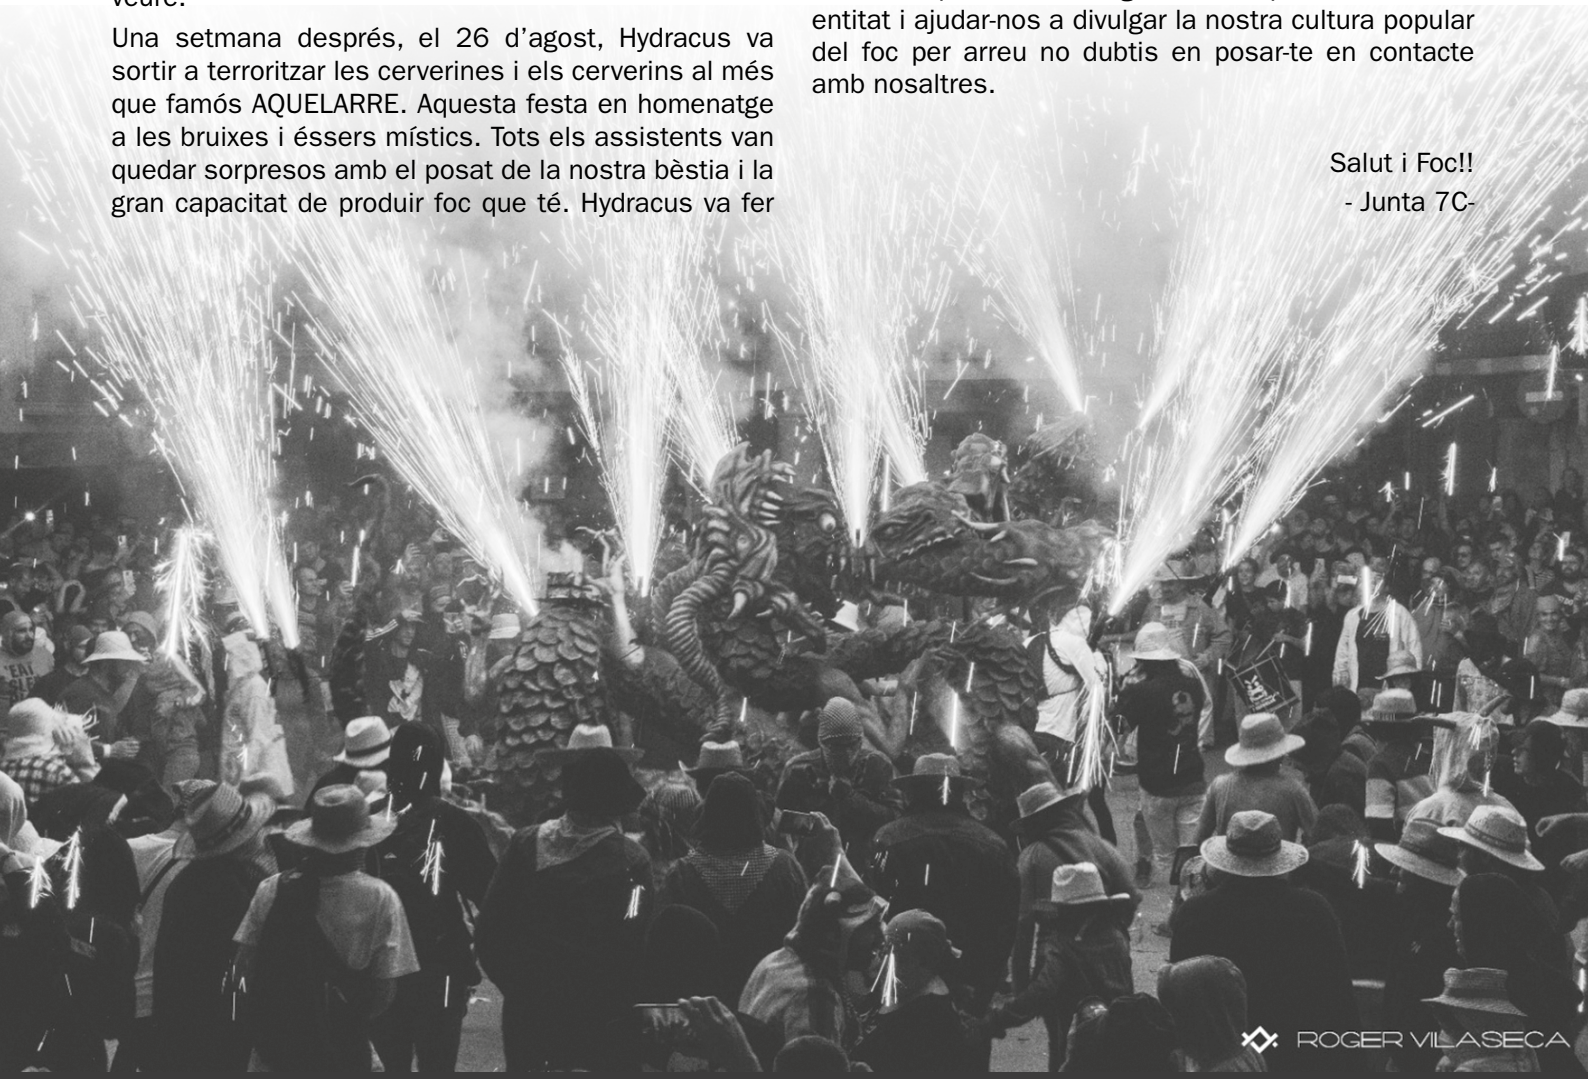 veure.
Una setmana després, el 26 d’agost, Hydracus va
sortir a terroritzar les cerverines i els cerverins al més
que famós AQUELARRE. Aquesta festa en homenatge
a les bruixes i éssers místics. Tots els assistents van
quedar sorpresos amb el posat de la nostra bèstia i la
gran capacitat de produir foc que té. Hydracus va fer
entitat i ajudar-nos a divulgar la nostra cultura popular
del foc per arreu no dubtis en posar-te en contacte
amb nosaltres.
Salut i Foc!!
- Junta 7C-
ROGER VILASECA